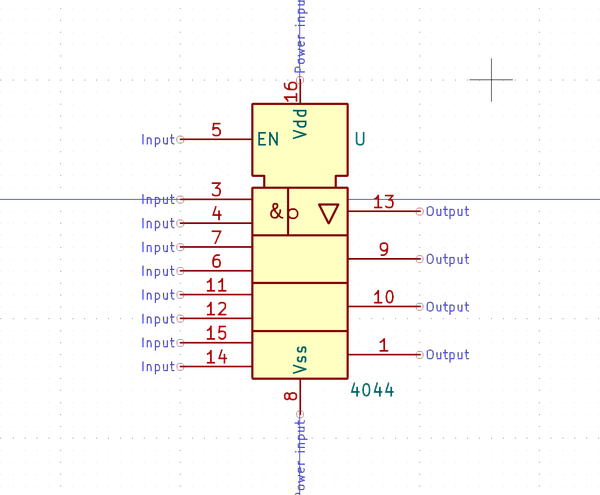 Power input
16
Vdd
5
Input
EN
U
3
Input
4
Input
&
13
Output
7
Input
6
Input
9
Output
11
Input
12
Input
10
Output
15
Input
14
Input
1
Output
Vss
8
4044
Power input